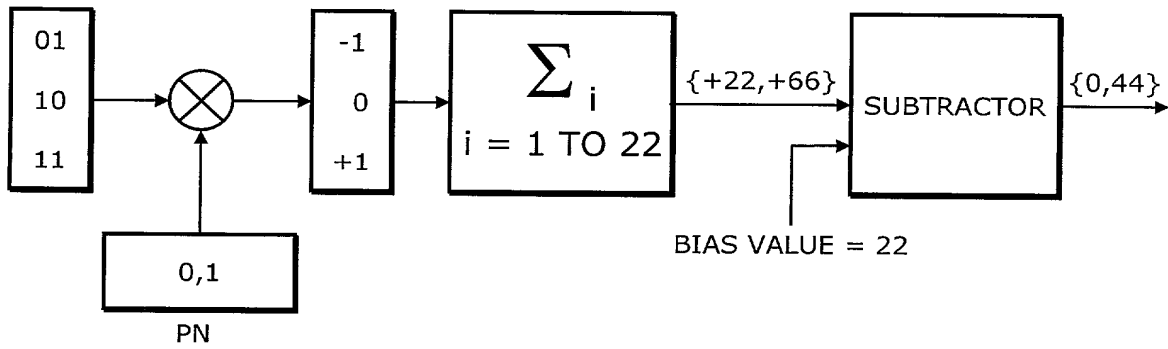 01
10
11
0,1
PN
-1
0
+1
∑ i
i = 1 TO 22
{+22,+66}
BIAS VALUE = 22
SUBTRACTOR
{0,44}